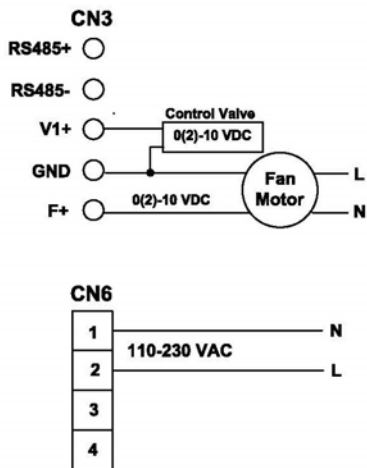 CN3
RS485+
RS485-
V1+
Control Valve
0(2)-10 VDC
GND
Fan
Motor
L
F+
0(2)-10 VDC
N
CN6
1
N
110-230 VAC
2
L
3
4